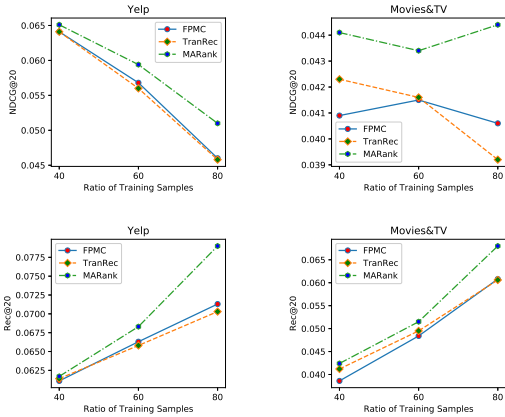 Yelp
NDCG@20
0.065
0.060
0.055
0.050
0.045
FPMC
TranRec
MARank
40
60
80
Ratio of Training Samples
Movies&TV
NDCG@20
0.044
0.043
0.042
0.041
0.040
0.039
FPMC
TranRec
MARank
40
60
80
Ratio of Training Samples
Yelp
Rec@20
0.0775
0.0750
0.0725
0.0700
0.0675
0.0650
0.0625
FPMC
TranRec
MARank
40
60
80
Ratio of Training Samples
Movies&TV
Rec@20
0.065
0.060
0.055
0.050
0.045
0.040
FPMC
TranRec
MARank
40
60
80
Ratio of Training Samples